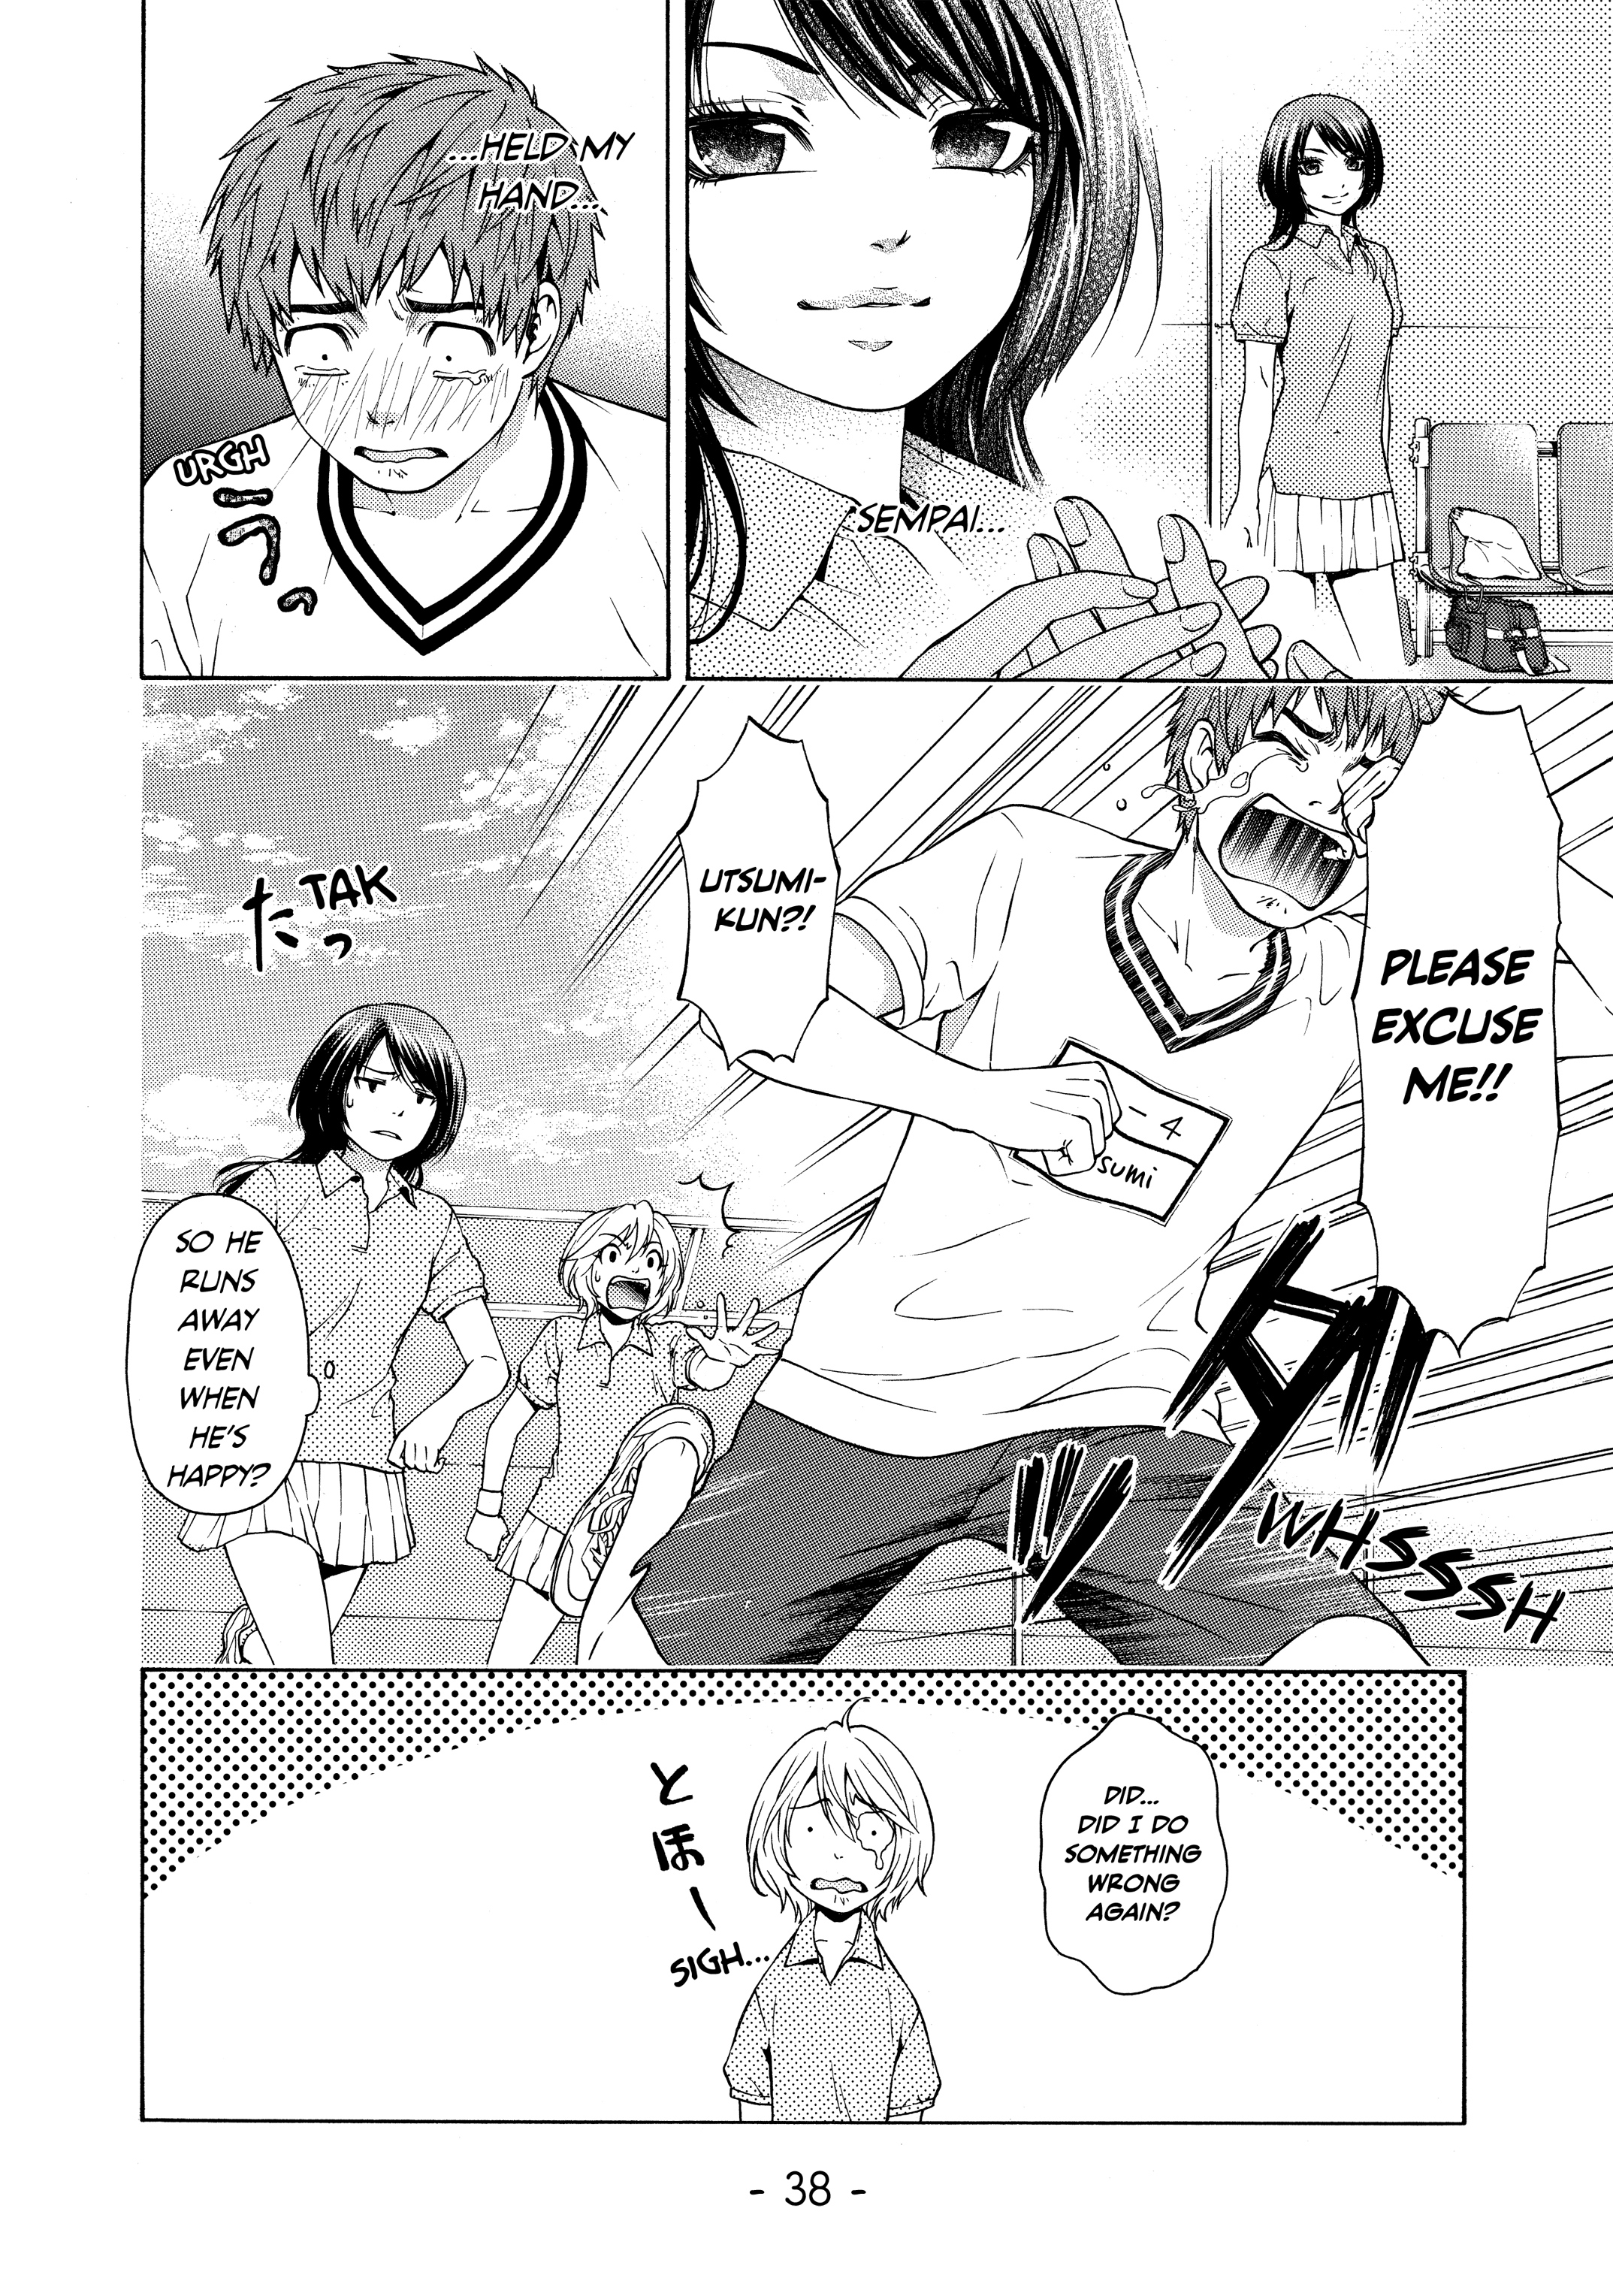 SEMPAI...
...HELD MY
HAND...
URGH
うっ
PLEASE
EXCUSE
ME!!
UTSUMI-
KUN?!
- 4
sumi
WHSSSH
TAK
たっ
SO HE
RUNS
AWAY
EVEN
WHEN
HE'S
HAPPY?
DID...
DID I DO
SOMETHING
WRONG
AGAIN?
とほー
SIGH...
- 38 -